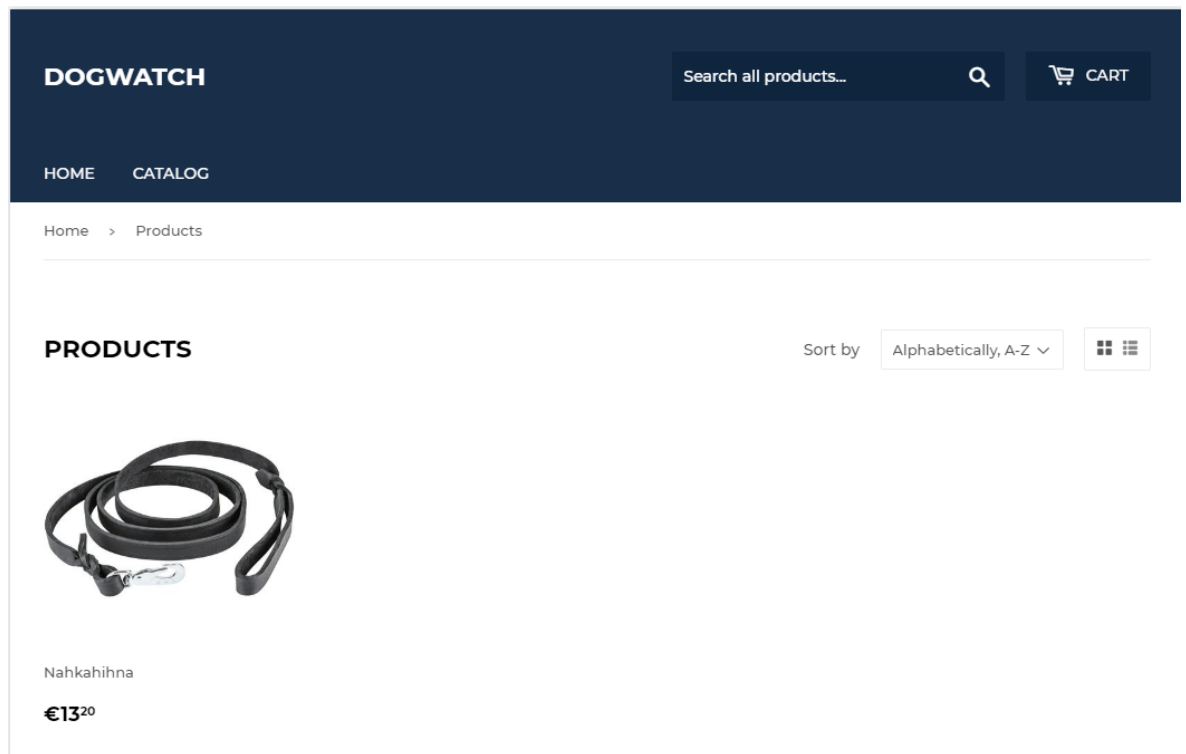 DOGWATCH
Search all products...
CART
HOME CATALOG
Home › Products
PRODUCTS
Sort by Alphabetically, A-Z
Nahkahihna
€1320